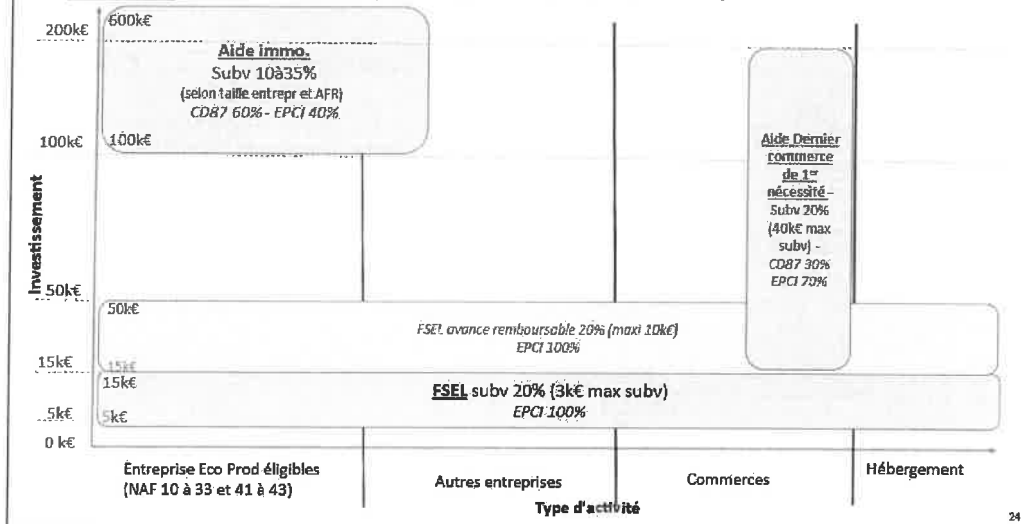 200k€
600k€
Aide immo.
Subv 10à35%
(selon taille entrepr et AFR)
CD87 60% - EPCI 40%
100k€
100k€
Aide Dernier
commerce
de 1er
nécessité -
Subv 20%
(40k€ max
subv) -
CD87 30%
EPCI 70%
Investissement
50k€
50k€
FSEL avance remboursable 20% (maxi 10k€)
EPCI 100%
15k€
15k€
15k€
FSEL subv 20% (3k€ max subv)
EPCI 100%
5k€
5k€
0 k€
Entreprise Eco Prod éligibles
(NAF 10 à 33 et 41 à 43)
Autres entreprises
Commerces
Hébergement
Type d'activité
24